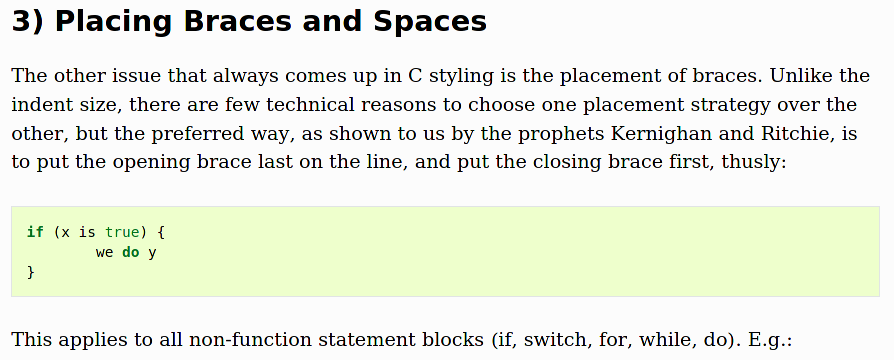 3) Placing Braces and Spaces
The other issue that always comes up in C styling is the placement of braces. Unlike the
indent size, there are few technical reasons to choose one placement strategy over the
other, but the preferred way, as shown to us by the prophets Kernighan and Ritchie, is
to put the opening brace last on the line, and put the closing brace first, thusly:
if (x is true) {
        we do y
}
This applies to all non-function statement blocks (if, switch, for, while, do). E.g.: